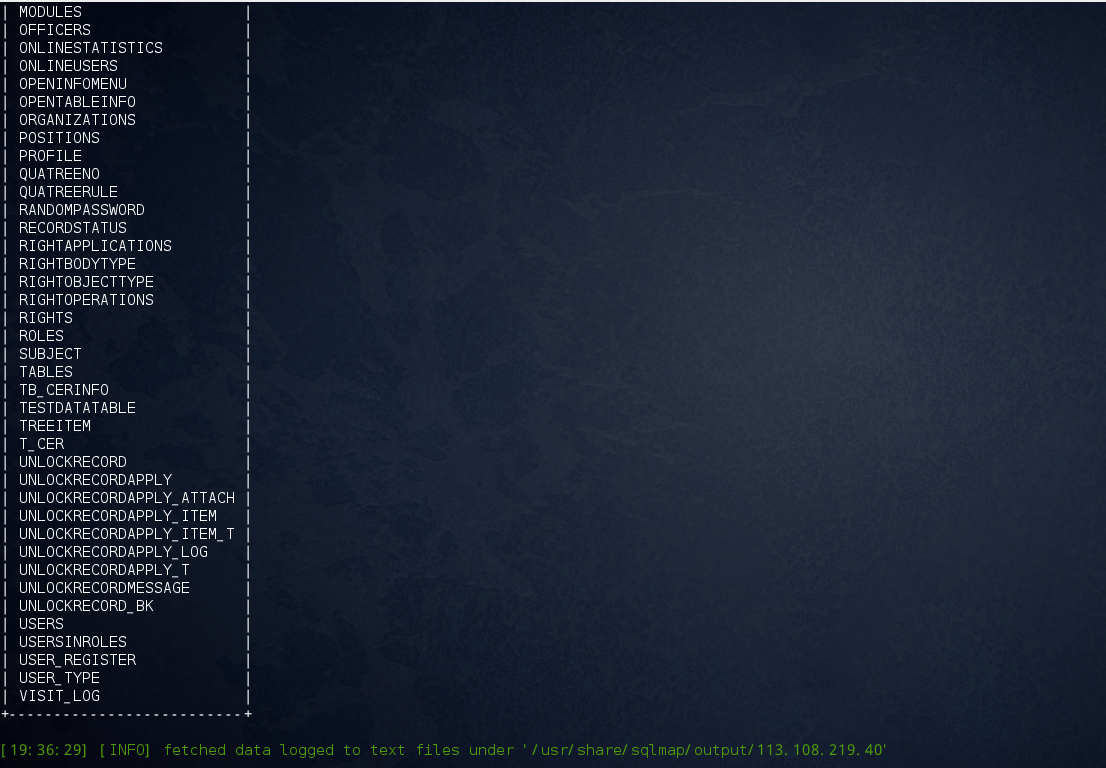 | MODULES |
| OFFICERS |
| ONLINESTATISTICS |
| ONLINEUSERS |
| OPENINFOMENU |
| OPENTABLEINFO |
| ORGANIZATIONS |
| POSITIONS |
| PROFILE |
| QUATREENO |
| QUATREERULE |
| RANDOMPASSWORD |
| RECORDSTATUS |
| RIGHTAPPLICATIONS |
| RIGHTBODYTYPE |
| RIGHTOBJECTTYPE |
| RIGHTOPERATIONS |
| RIGHTS |
| ROLES |
| SUBJECT |
| TABLES |
| TB_CERINFO |
| TESTDATATABLE |
| TREEITEM |
| T_CER |
| UNLOCKRECORD |
| UNLOCKRECORDAPPLY |
| UNLOCKRECORDAPPLY_ATTACH |
| UNLOCKRECORDAPPLY_ITEM |
| UNLOCKRECORDAPPLY_ITEM_T |
| UNLOCKRECORDAPPLY_LOG |
| UNLOCKRECORDAPPLY_T |
| UNLOCKRECORDMESSAGE |
| UNLOCKRECORD_BK |
| USERS |
| USERSINROLES |
| USER_REGISTER |
| USER_TYPE |
| VISIT_LOG |
+--------------------------+
[19:36:29] [INFO] fetched data logged to text files under '/usr/share/sqlmap/output/113.108.219.40'